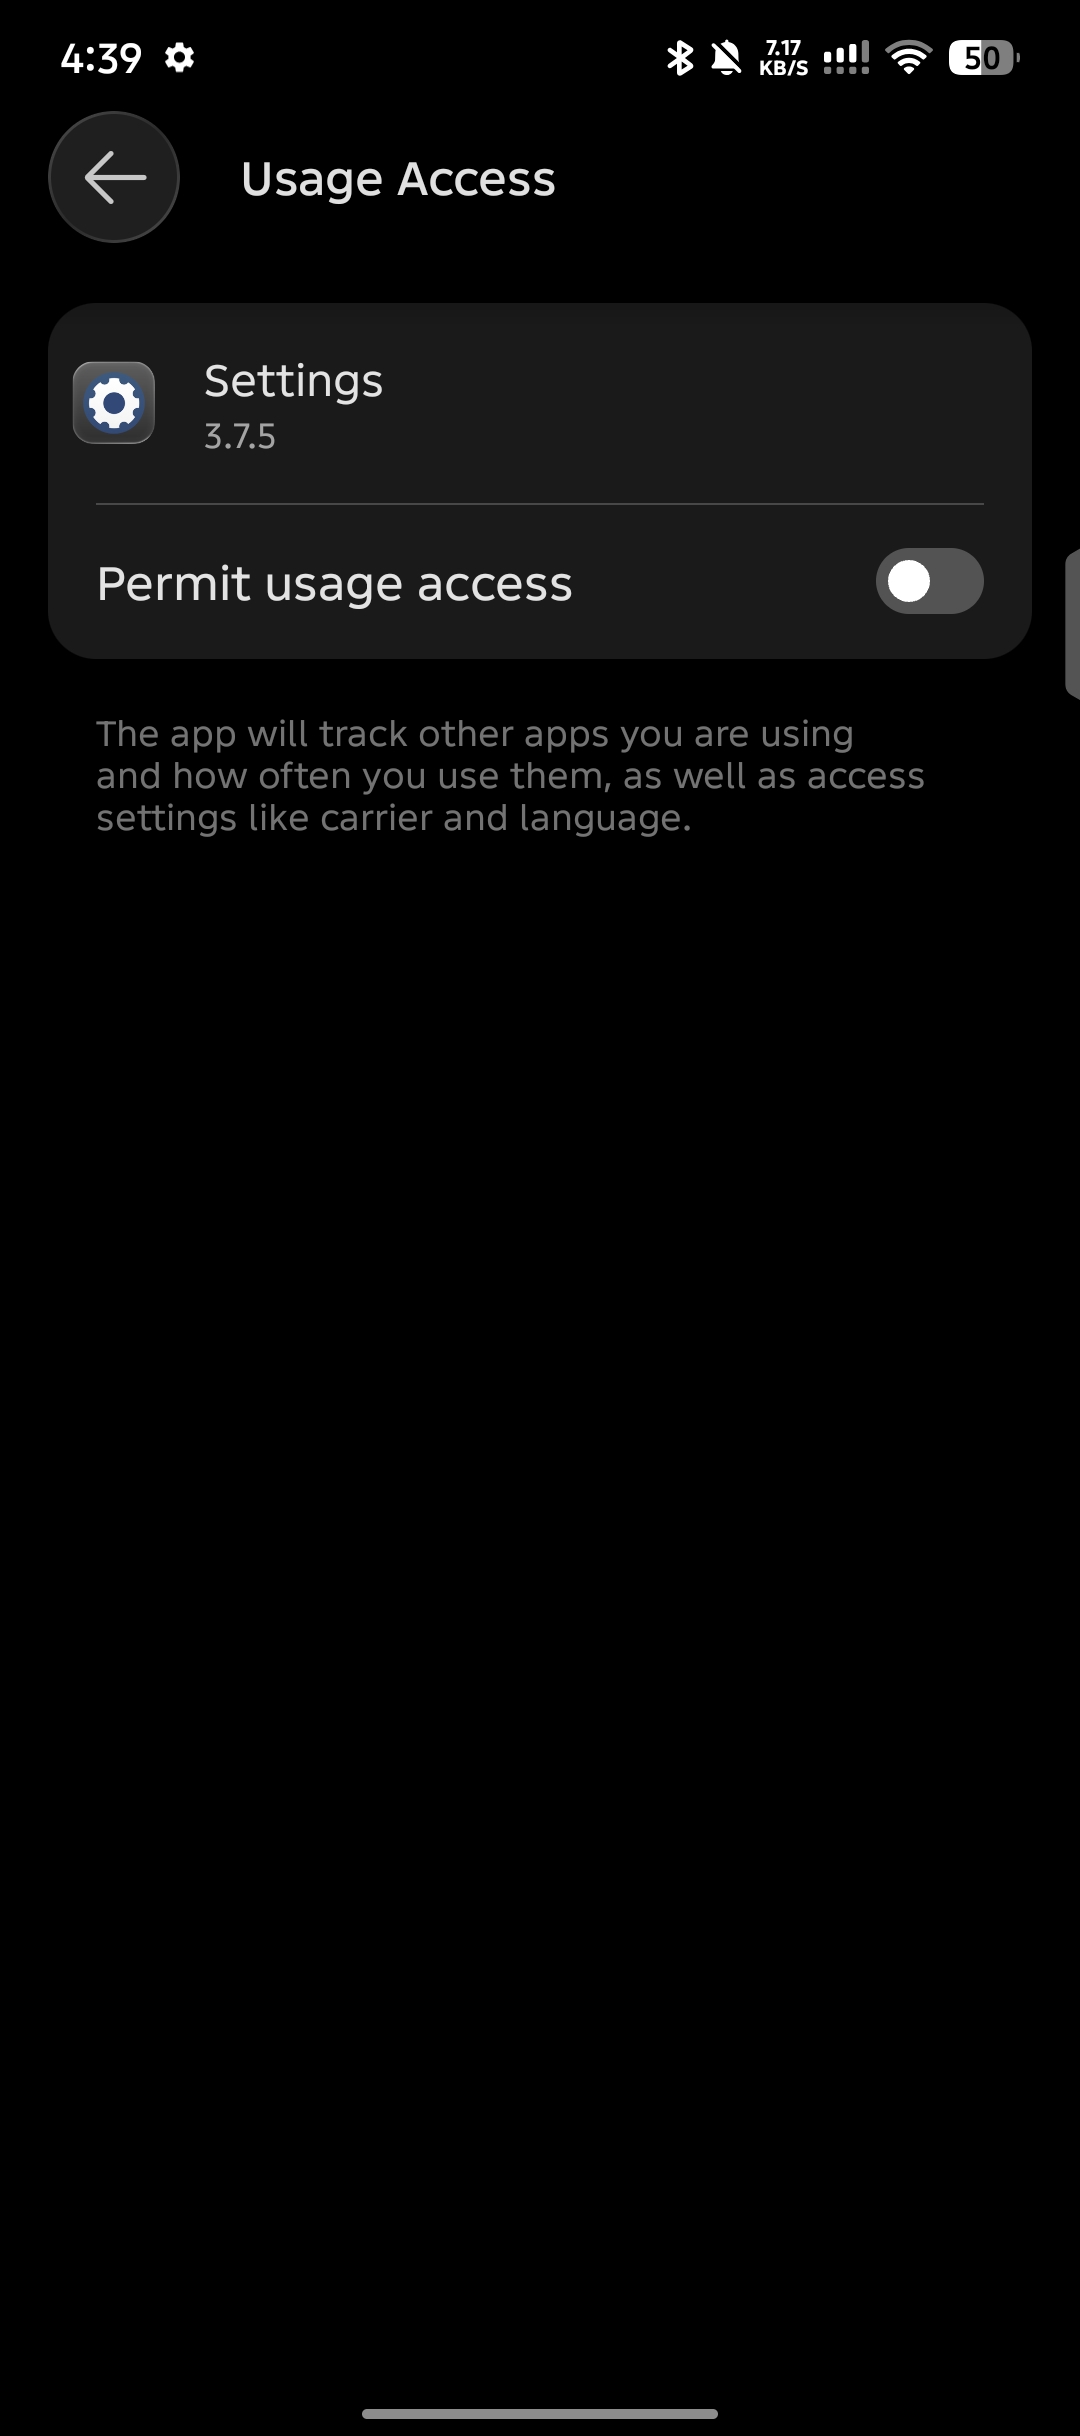 4:39
7.17
KB/S
50
Usage Access
Settings
3.7.5
Permit usage access
The app will track other apps you are using
and how often you use them, as well as access
settings like carrier and language.